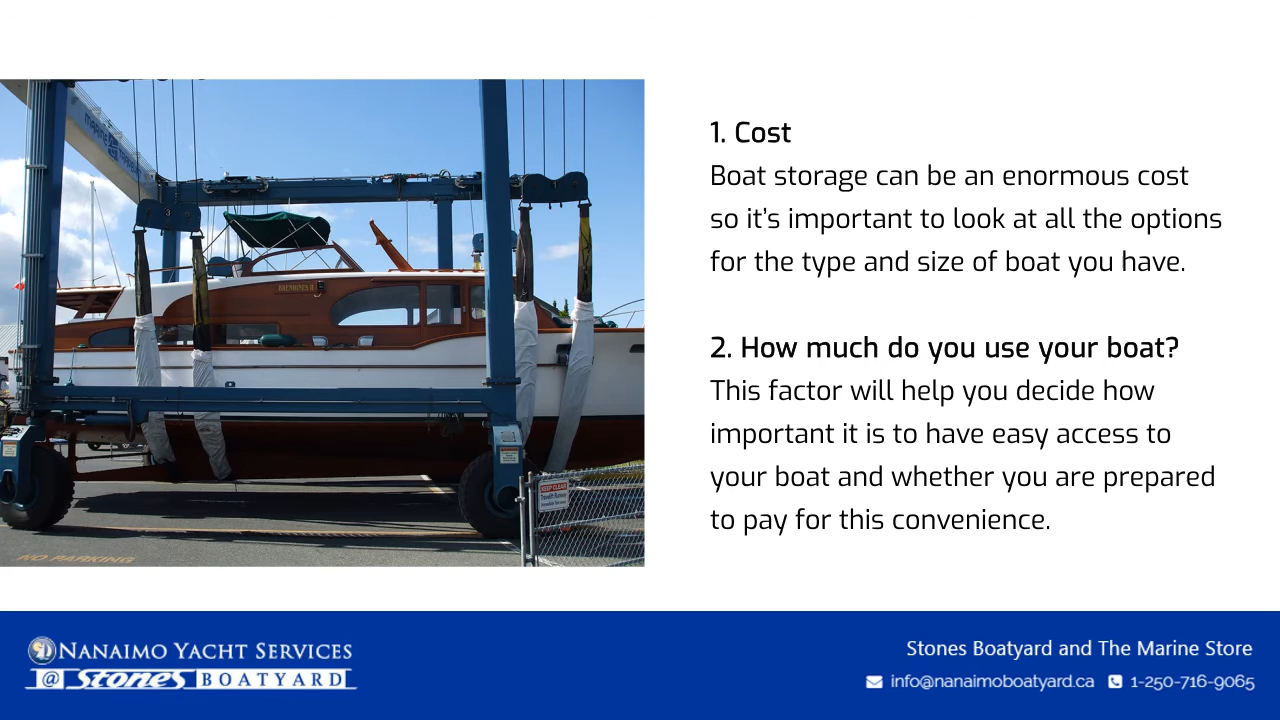 1. Cost
Boat storage can be an enormous cost
so it's important to look at all the options
for the type and size of boat you have.
2. How much do you use your boat?
This factor will help you decide how
important it is to have easy access to
your boat and whether you are prepared
to pay for this convenience.
3
KEEP CLEAR
NO PARKING
NANAIMO YACHT SERVICES
@ Stones BOATYARD
Stones Boatyard and The Marine Store
info@nanaimoboatyard.ca 1-250-716-9065